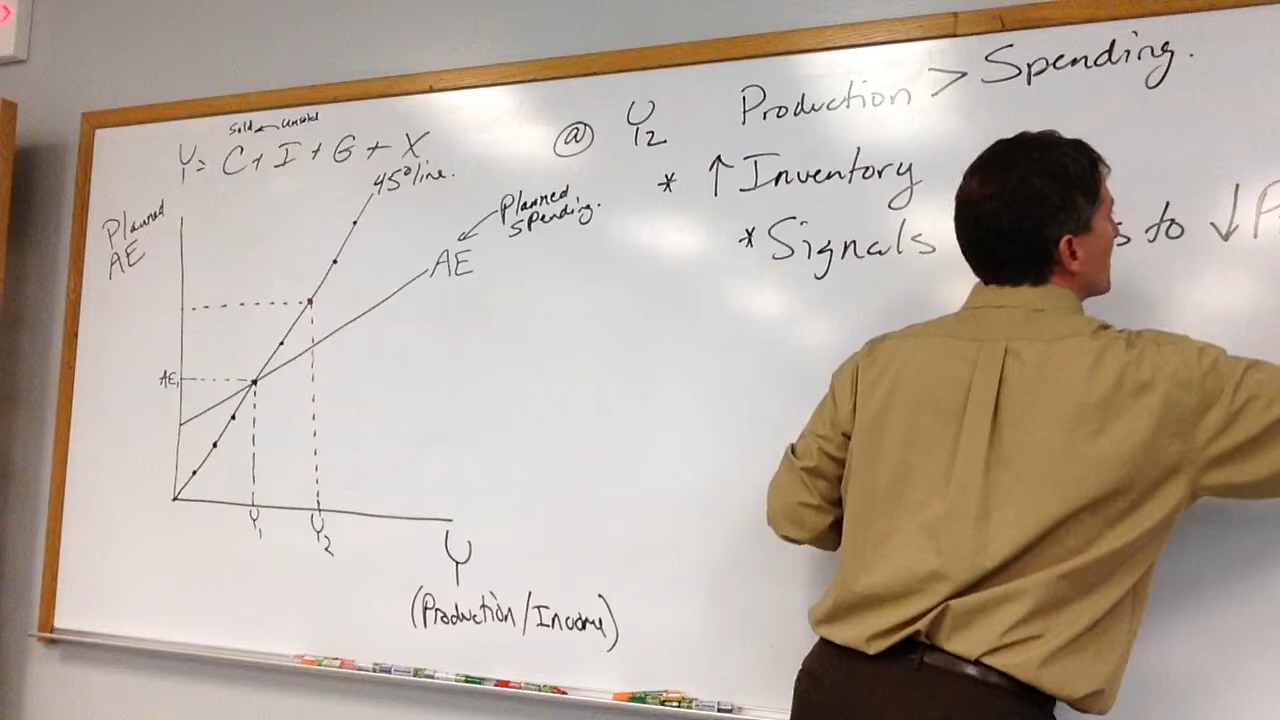 Sold ← Unsold
Y = C + I + G + X
45° line.
Planned
AE
Planned
Spending.
AE
AE₁
Y₁
Y₂
Y
(Production/Income)
@ Y₂ Production > Spending.
* ↑ Inventory
* Signals s to ↓ P